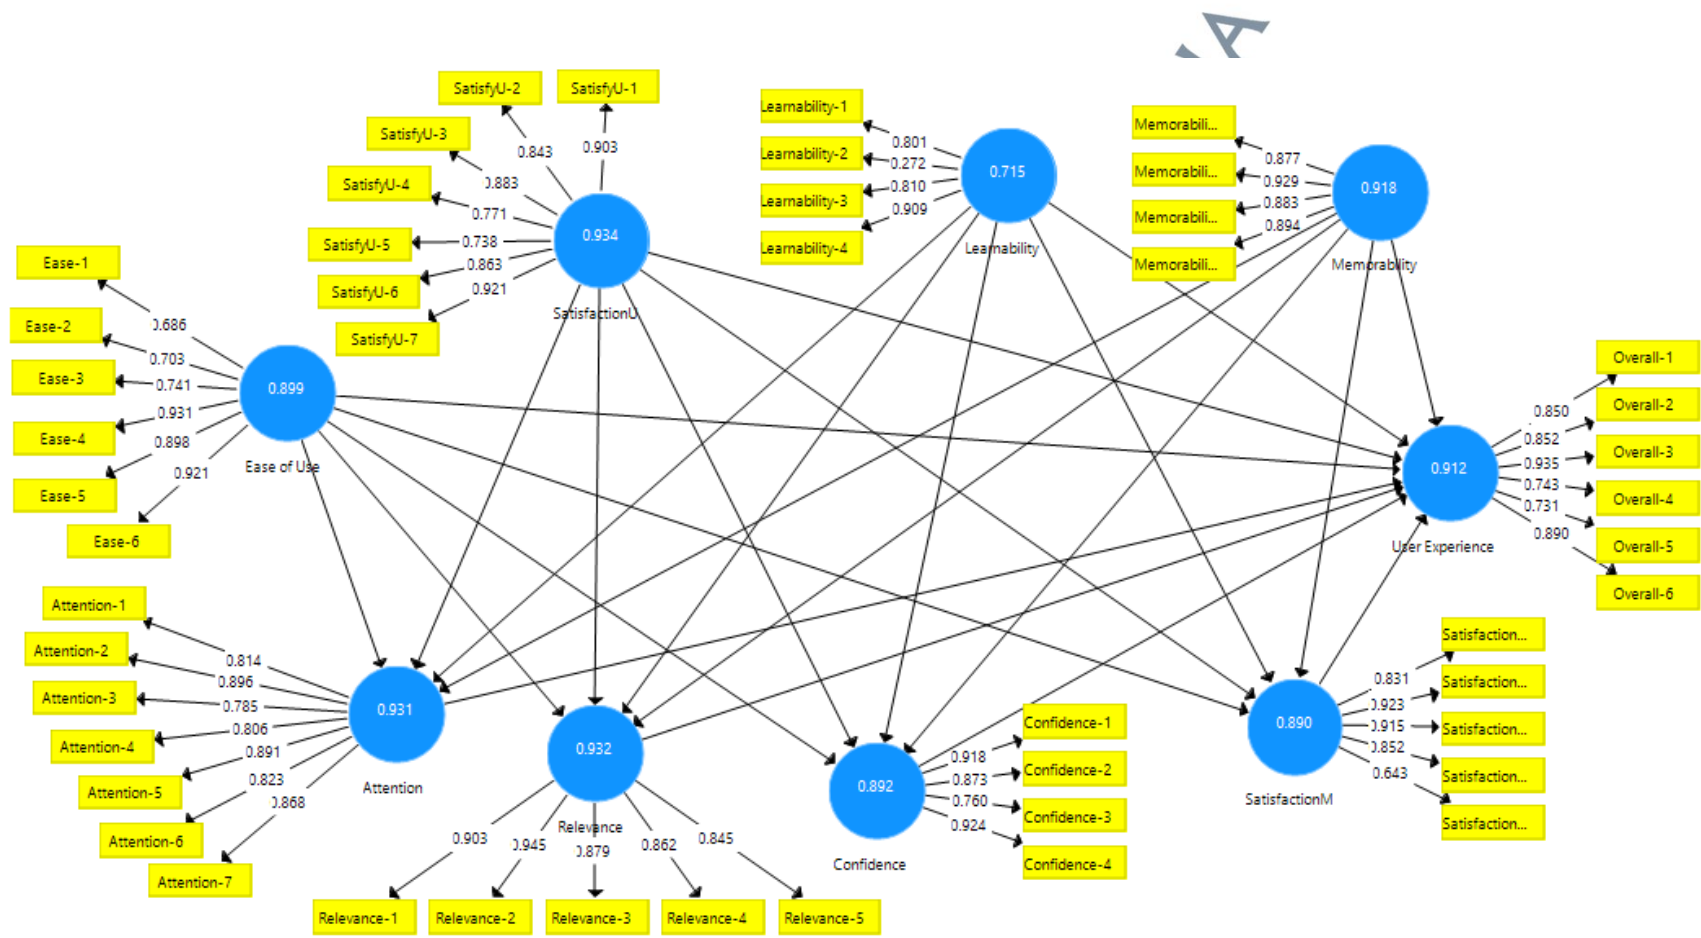 NA
SatisfyU-2
SatisfyU-1
SatisfyU-3
SatisfyU-4
SatisfyU-5
SatisfyU-6
SatisfyU-7
0.843
0.903
0.883
0.771
0.738
0.863
0.921
0.934
SatisfactionU
Learnability-1
Learnability-2
Learnability-3
Learnability-4
0.801
0.272
0.810
0.909
0.715
Learnability
Memorabili...
Memorabili...
Memorabili...
Memorabili...
0.877
0.929
0.883
0.894
0.918
Memorability
Ease-1
Ease-2
Ease-3
Ease-4
Ease-5
Ease-6
0.686
0.703
0.741
0.931
0.898
0.921
0.899
Ease of Use
Overall-1
Overall-2
Overall-3
Overall-4
Overall-5
Overall-6
0.850
0.852
0.935
0.743
0.731
0.890
0.912
User Experience
Attention-1
Attention-2
Attention-3
Attention-4
Attention-5
Attention-6
Attention-7
0.814
0.896
0.785
0.806
0.891
0.823
0.868
0.931
Attention
0.932
Relevance
0.903
0.945
0.879
0.862
0.845
Relevance-1
Relevance-2
Relevance-3
Relevance-4
Relevance-5
0.892
Confidence
0.918
0.873
0.760
0.924
Confidence-1
Confidence-2
Confidence-3
Confidence-4
0.890
SatisfactionM
0.831
0.923
0.915
0.852
0.643
Satisfaction...
Satisfaction...
Satisfaction...
Satisfaction...
Satisfaction...